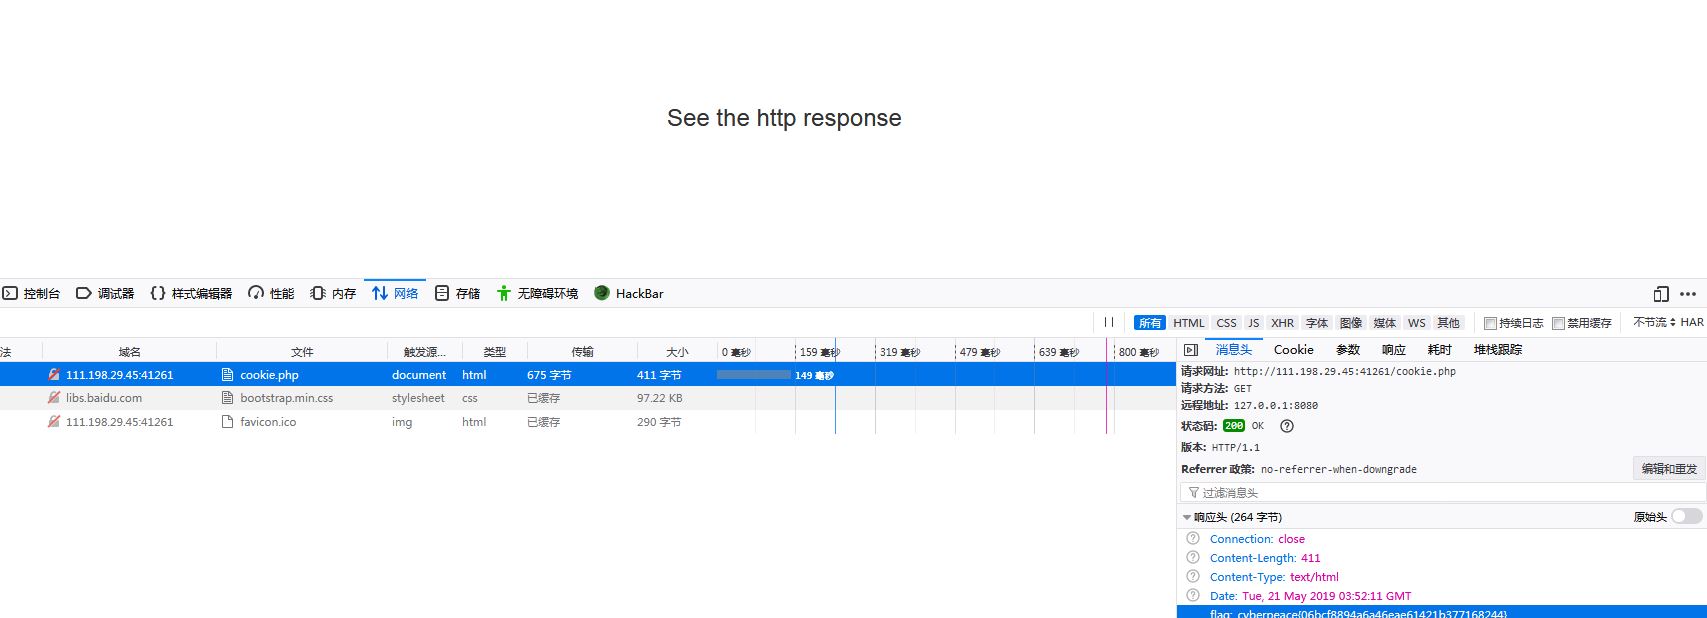 See the http response
控制台 调试器 {} 样式编辑器 性能 内存 网络 存储 无障碍环境 HackBar
所有 HTML CSS JS XHR 字体 图像 媒体 WS 其他 持续日志 禁用缓存 不节流 HAR
法 域名 文件 触发源... 类型 传输 大小 0 毫秒 159 毫秒 319 毫秒 479 毫秒 639 毫秒 800 毫秒
111.198.29.45:41261 cookie.php document html 675 字节 411 字节 149 毫秒
libs.baidu.com bootstrap.min.css stylesheet css 已缓存 97.22 KB
111.198.29.45:41261 favicon.ico img html 已缓存 290 字节
消息头 Cookie 参数 响应 耗时 堆栈跟踪
请求网址: http://111.198.29.45:41261/cookie.php
请求方法: GET
远程地址: 127.0.0.1:8080
状态码: 200 OK
版本: HTTP/1.1
Referrer 政策: no-referrer-when-downgrade
编辑和重发
过滤消息头
响应头 (264 字节) 原始头
Connection: close
Content-Length: 411
Content-Type: text/html
Date: Tue, 21 May 2019 03:52:11 GMT
flag: cyberpeace{06bcf8894a6a46eae61421b377168244}